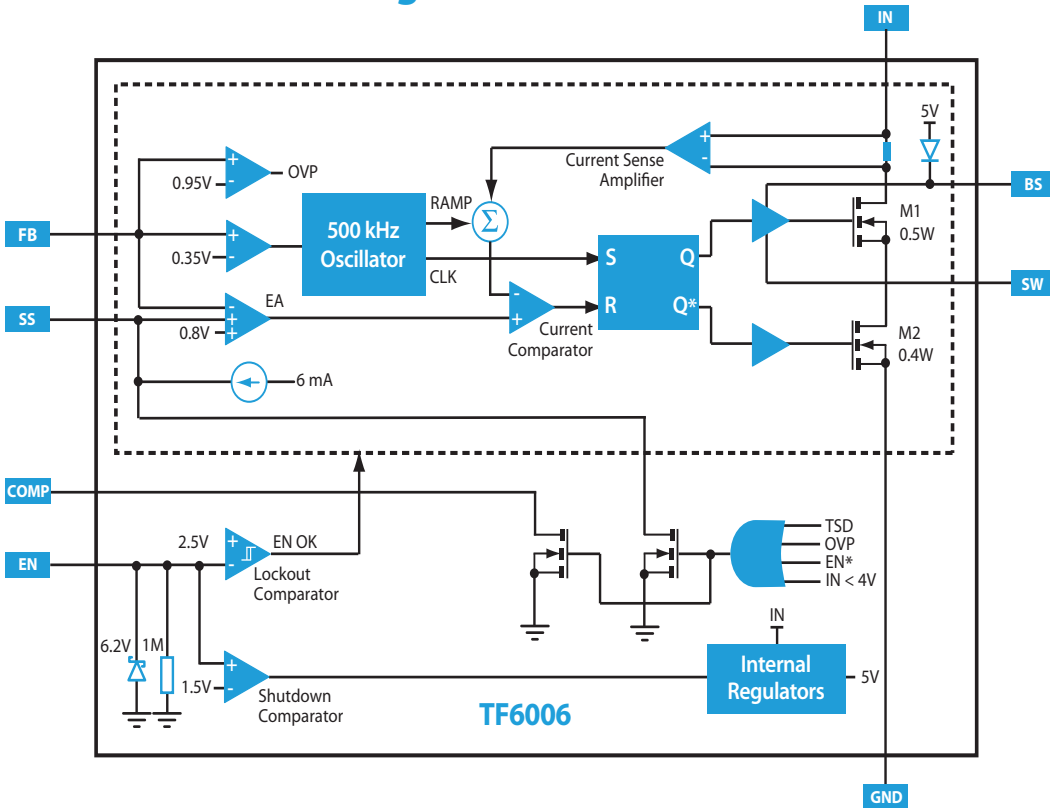 IN
5V
+
-
OVP
0.95V
Current Sense
Amplifier
+
-
BS
RAMP
Σ
M1
0.5W
FB
+
-
0.35V
500 kHz
Oscillator
CLK
S
Q
R
Q*
SW
SS
EA
-
+
+
0.8V
-
+
Current
Comparator
M2
0.4W
6 mA
COMP
2.5V
EN OK
EN
-
Lockout
Comparator
TSD
OVP
EN*
IN < 4V
6.2V
1M
+
-
1.5V
Shutdown
Comparator
IN
Internal
Regulators
5V
TF6006
GND